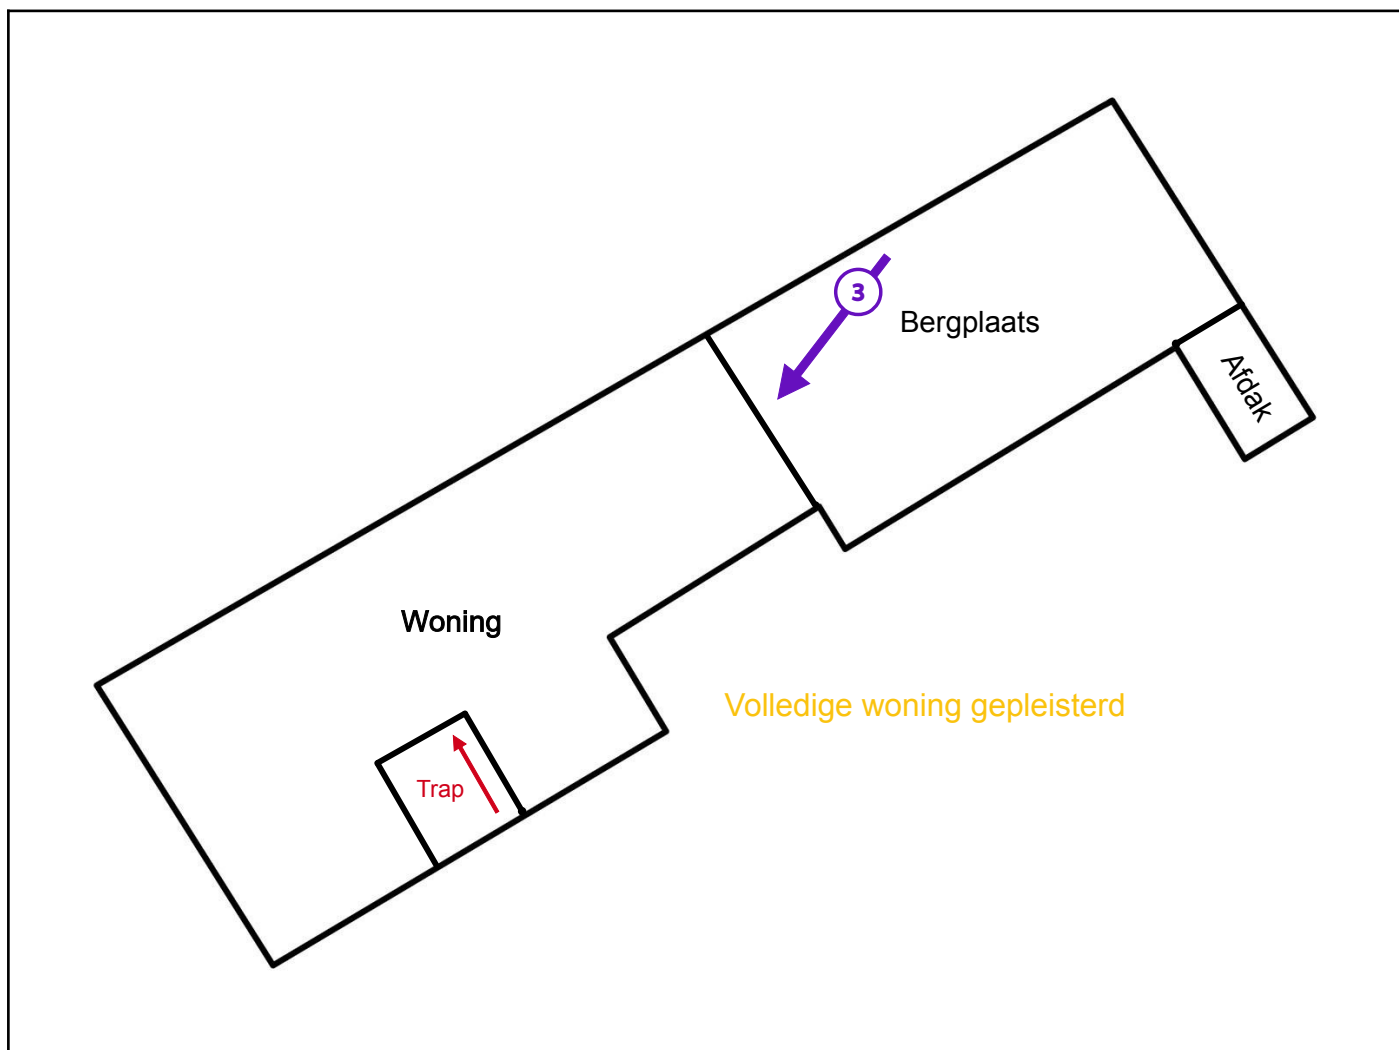 3
Bergplaats
Afdak
Woning
Volledige woning gepleisterd
Trap